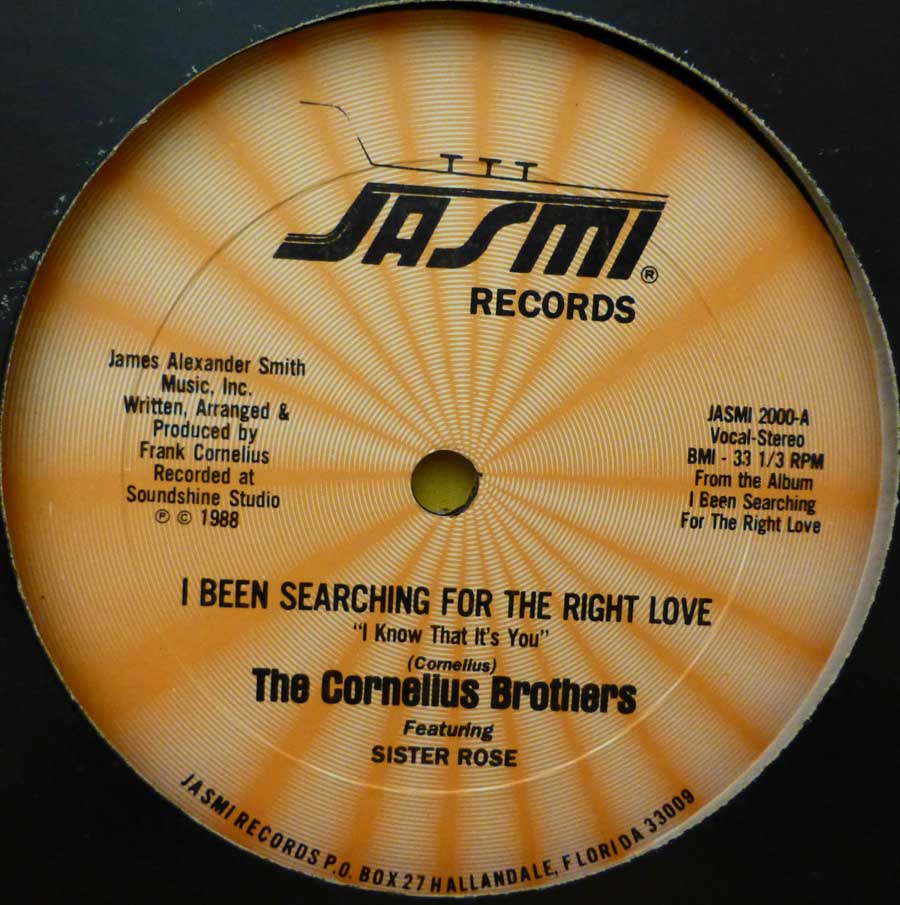 JASMI ®
RECORDS
James Alexander Smith
Music, Inc.
Written, Arranged &
Produced by
Frank Cornelius
Recorded at
Soundshine Studio
℗ © 1988
JASMI 2000-A
Vocal-Stereo
BMI - 33 1/3 RPM
From the Album
I Been Searching
For The Right Love
I BEEN SEARCHING FOR THE RIGHT LOVE
"I Know That It's You"
(Cornelius)
The Cornelius Brothers
Featuring
SISTER ROSE
JASMI RECORDS P.O. BOX 27 HALLANDALE, FLORIDA 33009